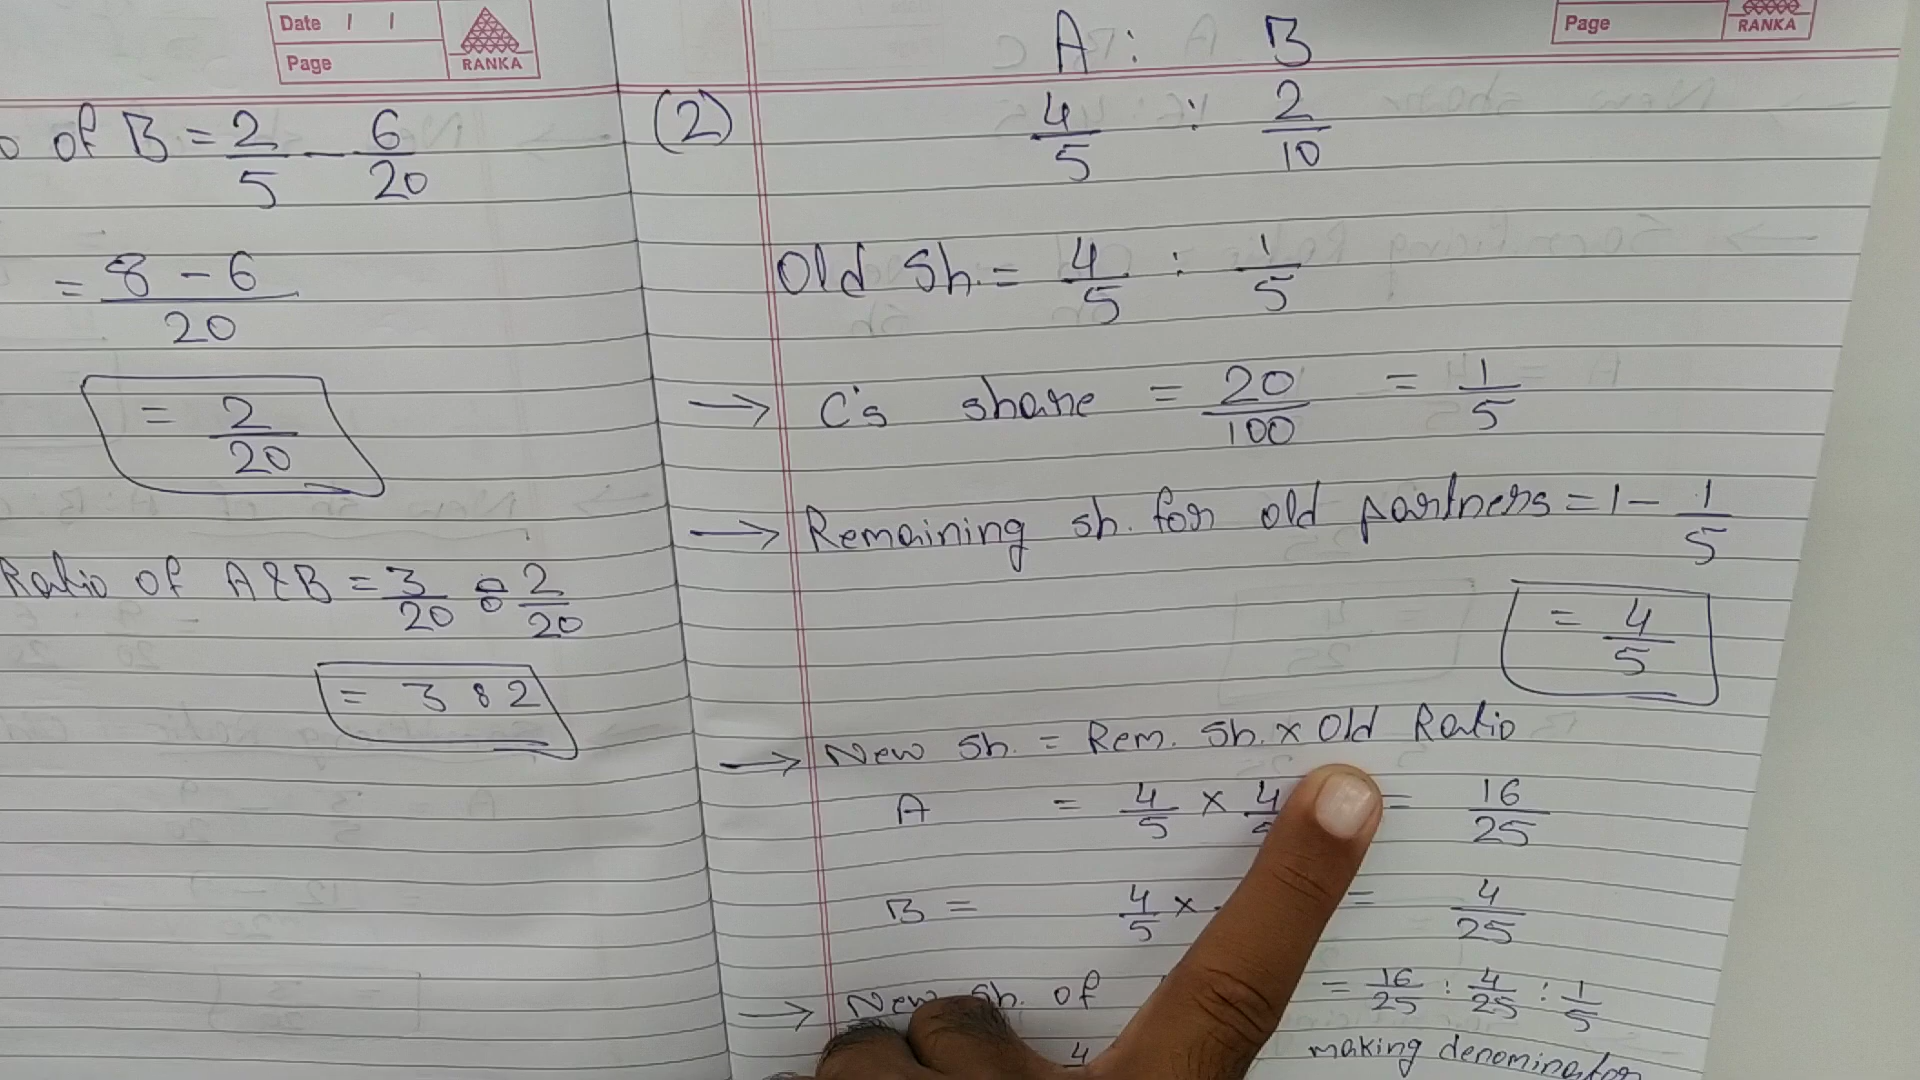 Date / /
Page
RANKA
of B = 2/5 - 6/20
= 8 - 6/20
= 2/20
Ratio of A & B = 3/20 : 2/20
= 3 : 2
Page
RANKA
A : B
(2) 4/5 : 2/10
Old Sh. = 4/5 : 1/5
→ C's share = 20/100 = 1/5
→ Remaining sh. for old partners = 1 - 1/5
= 4/5
→ New Sh. = Rem. Sh. x Old Ratio
A = 4/5 x 4 = 16/25
B = 4/5 x = 4/25
→ New Sh. of = 16/25 : 4/25 : 1/5
4 making denominator